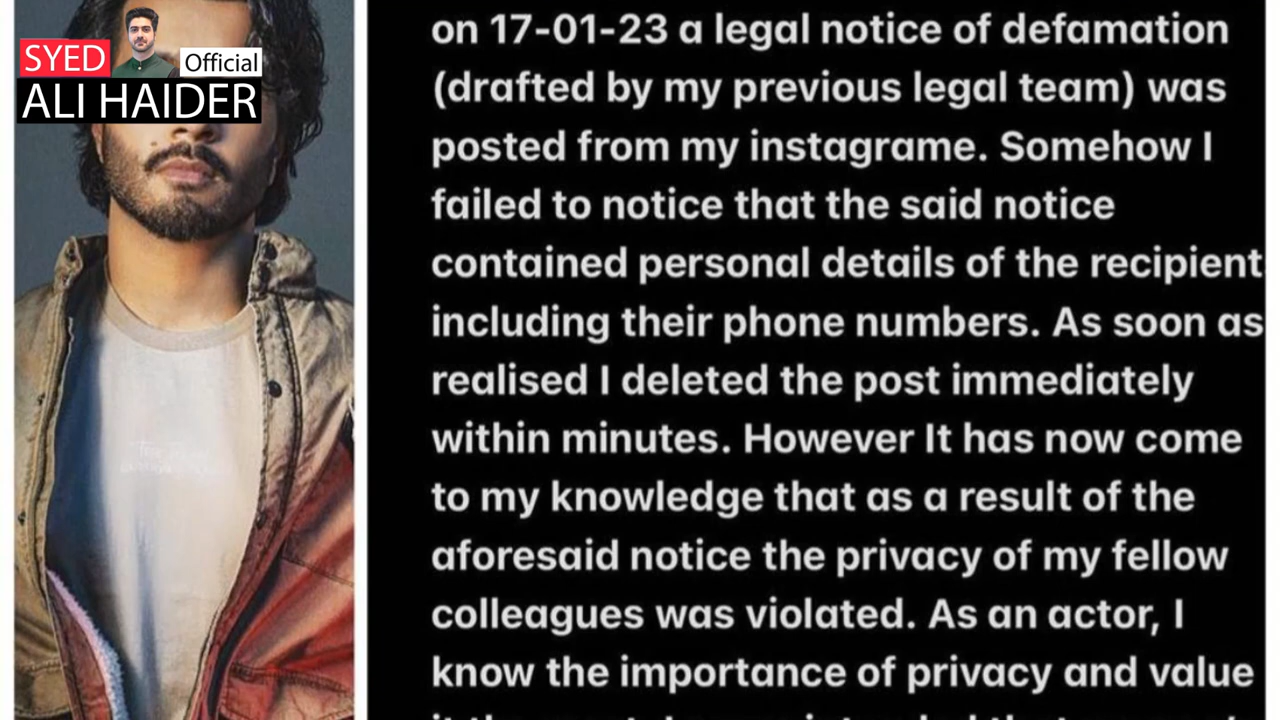 SYED
Official
ALI HAIDER
on 17-01-23 a legal notice of defamation
(drafted by my previous legal team) was
posted from my instagrame. Somehow I
failed to notice that the said notice
contained personal details of the recipient
including their phone numbers. As soon as
realised I deleted the post immediately
within minutes. However It has now come
to my knowledge that as a result of the
aforesaid notice the privacy of my fellow
colleagues was violated. As an actor, I
know the importance of privacy and value